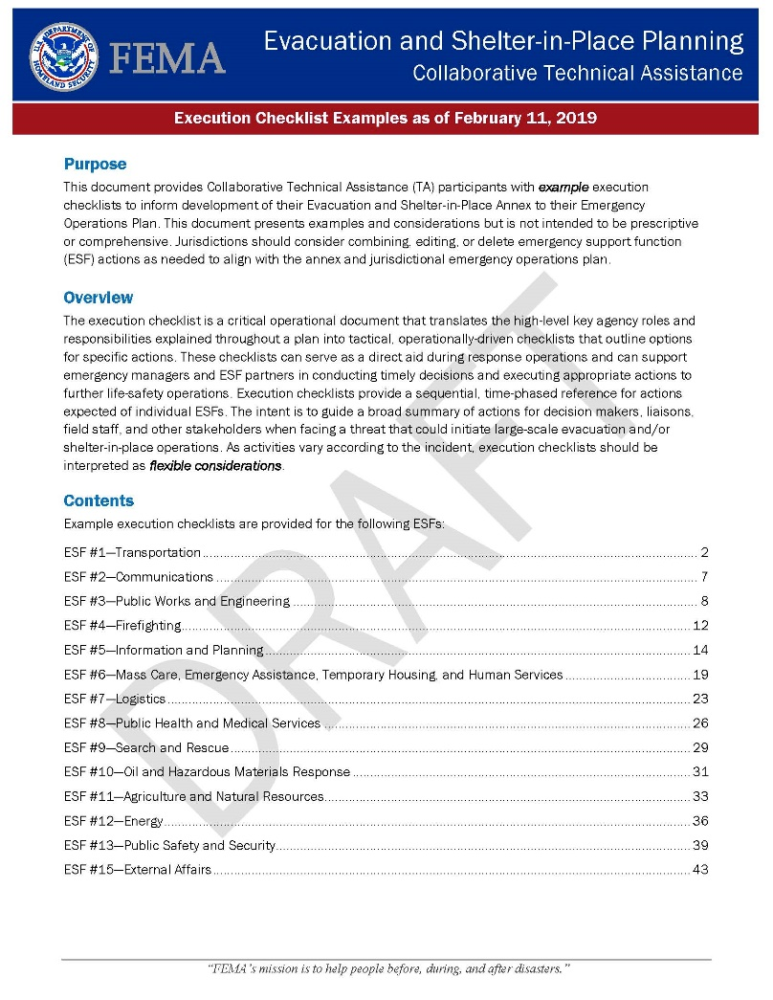 U.S. DEPARTMENT OF HOMELAND SECURITY
FEMA
Evacuation and Shelter-in-Place Planning
Collaborative Technical Assistance
Execution Checklist Examples as of February 11, 2019
Purpose
This document provides Collaborative Technical Assistance (TA) participants with example execution
checklists to inform development of their Evacuation and Shelter-in-Place Annex to their Emergency
Operations Plan. This document presents examples and considerations but is not intended to be prescriptive
or comprehensive. Jurisdictions should consider combining, editing, or delete emergency support function
(ESF) actions as needed to align with the annex and jurisdictional emergency operations plan.
Overview
The execution checklist is a critical operational document that translates the high-level key agency roles and
responsibilities explained throughout a plan into tactical, operationally-driven checklists that outline options
for specific actions. These checklists can serve as a direct aid during response operations and can support
emergency managers and ESF partners in conducting timely decisions and executing appropriate actions to
further life-safety operations. Execution checklists provide a sequential, time-phased reference for actions
expected of individual ESFs. The intent is to guide a broad summary of actions for decision makers, liaisons,
field staff, and other stakeholders when facing a threat that could initiate large-scale evacuation and/or
shelter-in-place operations. As activities vary according to the incident, execution checklists should be
interpreted as flexible considerations.
Contents
Example execution checklists are provided for the following ESFs:
ESF #1—Transportation 2
ESF #2—Communications 7
ESF #3—Public Works and Engineering 8
ESF #4—Firefighting 12
ESF #5—Information and Planning 14
ESF #6—Mass Care, Emergency Assistance, Temporary Housing, and Human Services 19
ESF #7—Logistics 23
ESF #8—Public Health and Medical Services 26
ESF #9—Search and Rescue 29
ESF #10—Oil and Hazardous Materials Response 31
ESF #11—Agriculture and Natural Resources 33
ESF #12—Energy 36
ESF #13—Public Safety and Security 39
ESF #15—External Affairs 43
DRAFT
“FEMA’s mission is to help people before, during, and after disasters.”